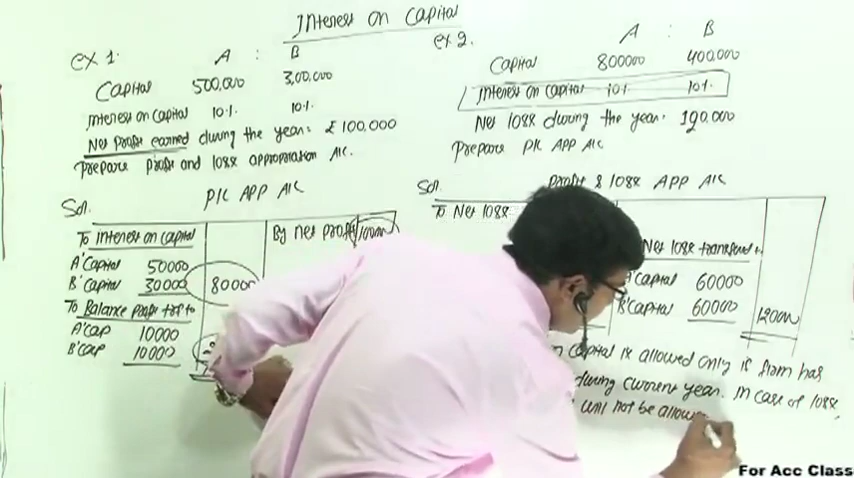 Interest on Capital
ex 1.
A : B
Capital 500,000 3,00,000
Interest on Capital 10% 10%
Net Profit earned during the year = £ 100,000
Prepare profit and loss appropriation A/c.
Sol. P/L APP A/c
To Interest on capital
A'Capital 50000
B'Capital 30000 80000
To Balance profit trf to
A'Cap 10000
B'Cap 10000
By net profit
ex 2.
A : B
Capital 800000 400,000
Interest on Capital 10% 10%
Net loss during the year. 120,000
Prepare P/L APP A/c
Sol. Profit & loss APP A/c
To Net loss
Net loss transferred
A'Capital 60000
B'Capital 60000
capital is allowed only if firm has
during current year. In case of loss
will not be allow
For Acc Class